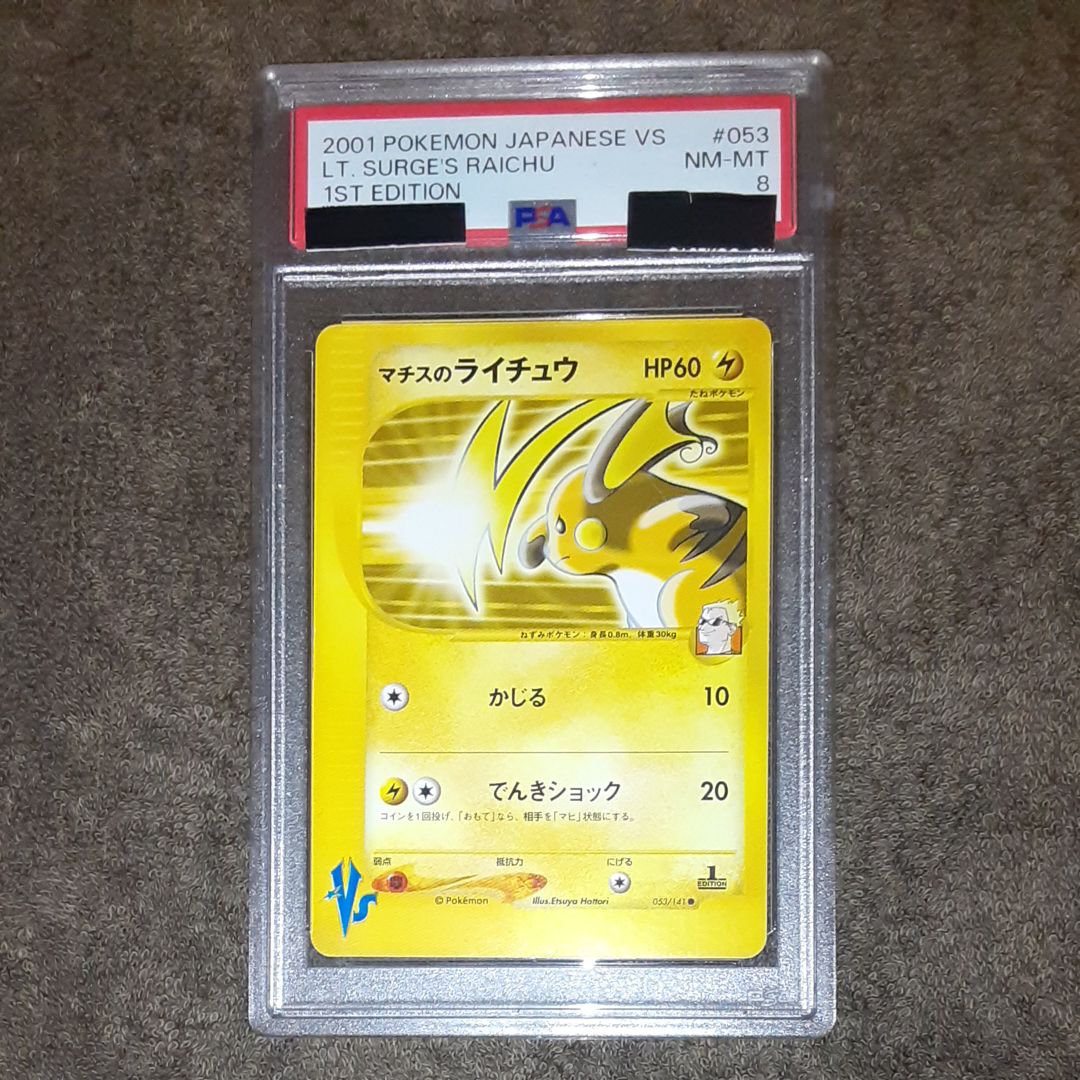 2001 POKEMON JAPANESE VS #053
LT. SURGE'S RAICHU NM-MT
1ST EDITION 8
PSA
マチスのライチュウ HP60
たねポケモン
ねずみポケモン:身長0.8m, 体重30kg
かじる 10
でんきショック 20
コインを1回投げ、「おもて」なら、相手を「マヒ」状態にする。
弱点 抵抗力 にげる
1
EDITION
VS
© Pokémon Illus.Etsuya Hattori 053/141